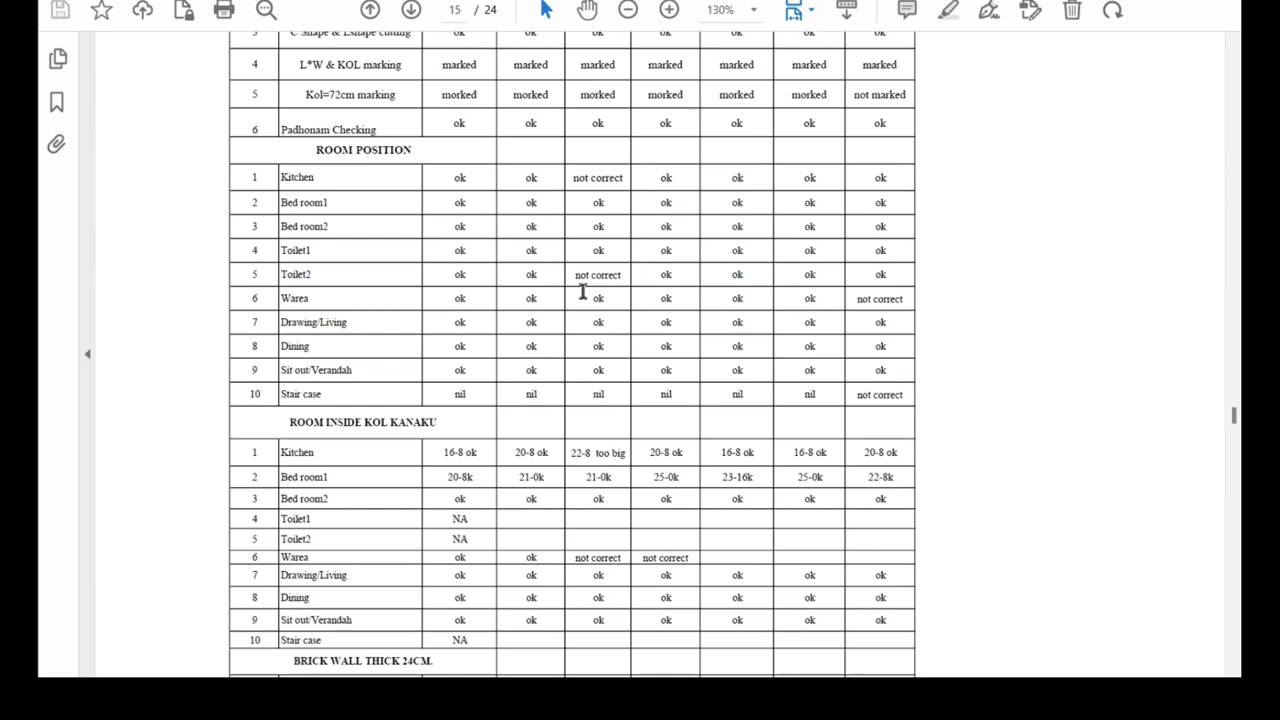 15 / 24 130%
3 C Shape & Lshape cutting ok ok ok ok ok ok ok
4 L*W & KOL marking marked marked marked marked marked marked marked
5 Kol=72cm marking morked morked morked morked morked morked not marked
6 Padhonam Checking ok ok ok ok ok ok ok
ROOM POSITION
1 Kitchen ok ok not correct ok ok ok ok
2 Bed room1 ok ok ok ok ok ok ok
3 Bed room2 ok ok ok ok ok ok ok
4 Toilet1 ok ok ok ok ok ok ok
5 Toilet2 ok ok not correct ok ok ok ok
6 Warea ok ok ok ok ok ok not correct
7 Drawing/Living ok ok ok ok ok ok ok
8 Dining ok ok ok ok ok ok ok
9 Sit out/Verandah ok ok ok ok ok ok ok
10 Stair case nil nil nil nil nil nil not correct
ROOM INSIDE KOL KANAKU
1 Kitchen 16-8 ok 20-8 ok 22-8 too big 20-8 ok 16-8 ok 16-8 ok 20-8 ok
2 Bed room1 20-8k 21-0k 21-0k 25-0k 23-16k 25-0k 22-8k
3 Bed room2 ok ok ok ok ok ok ok
4 Toilet1 NA
5 Toilet2 NA
6 Warea ok ok not correct not correct
7 Drawing/Living ok ok ok ok ok ok ok
8 Dining ok ok ok ok ok ok ok
9 Sit out/Verandah ok ok ok ok ok ok ok
10 Stair case NA
BRICK WALL THICK 24CM.